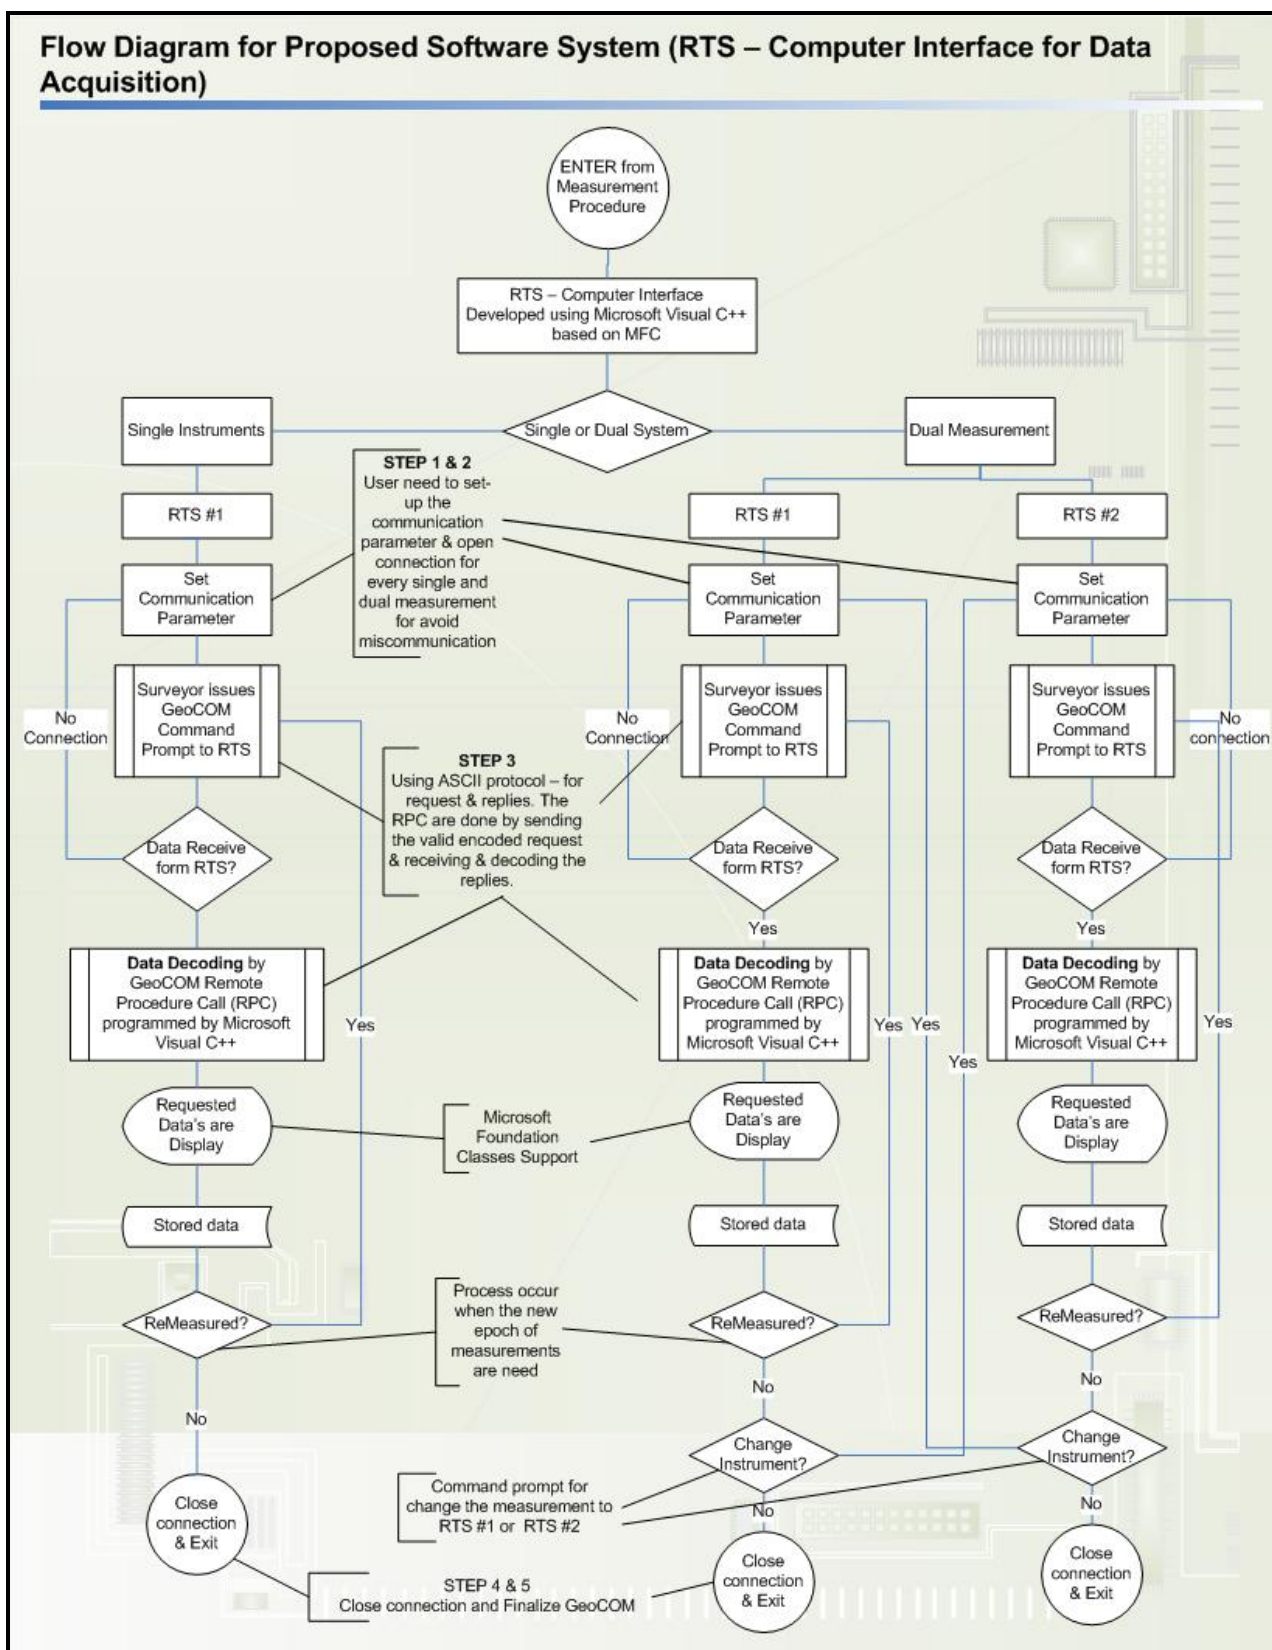 Flow Diagram for Proposed Software System (RTS – Computer Interface for Data
Acquisition)
ENTER from
Measurement
Procedure
RTS – Computer Interface
Developed using Microsoft Visual C++
based on MFC
Single Instruments
Single or Dual System
Dual Measurement
STEP 1 & 2
User need to set-
up the
communication
parameter & open
connection for
every single and
dual measurement
for avoid
miscommunication
RTS #1
RTS #1
RTS #2
Set
Communication
Parameter
Set
Communication
Parameter
Set
Communication
Parameter
Surveyor issues
GeoCOM
Command
Prompt to RTS
Surveyor issues
GeoCOM
Command
Prompt to RTS
Surveyor issues
GeoCOM
Command
Prompt to RTS
No
Connection
No
Connection
No
connection
STEP 3
Using ASCII protocol – for
request & replies. The
RPC are done by sending
the valid encoded request
& receiving & decoding the
replies.
Data Receive
form RTS?
Data Receive
form RTS?
Data Receive
form RTS?
Yes
Yes
Data Decoding by
GeoCOM Remote
Procedure Call (RPC)
programmed by Microsoft
Visual C++
Data Decoding by
GeoCOM Remote
Procedure Call (RPC)
programmed by
Microsoft Visual C++
Data Decoding by
GeoCOM Remote
Procedure Call (RPC)
programmed by
Microsoft Visual C++
Yes
Yes
Yes
Yes
Yes
Requested
Data's are
Display
Microsoft
Foundation
Classes Support
Requested
Data's are
Display
Requested
Data's are
Display
Stored data
Stored data
Stored data
ReMeasured?
Process occur
when the new
epoch of
measurements
are need
ReMeasured?
ReMeasured?
No
No
No
Change
Instrument?
Change
Instrument?
Command prompt for
change the measurement to
RTS #1 or RTS #2
No
No
Close
connection
& Exit
Close
connection
& Exit
Close
connection
& Exit
STEP 4 & 5
Close connection and Finalize GeoCOM